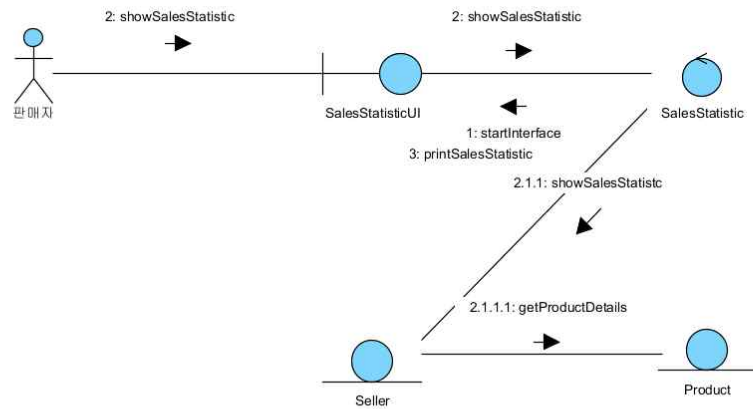 2: showSalesStatistic
2: showSalesStatistic
판매자
SalesStatisticUI
SalesStatistic
1: startInterface
3: printSalesStatistic
2.1.1: showSalesStatistc
2.1.1.1: getProductDetails
Seller
Product